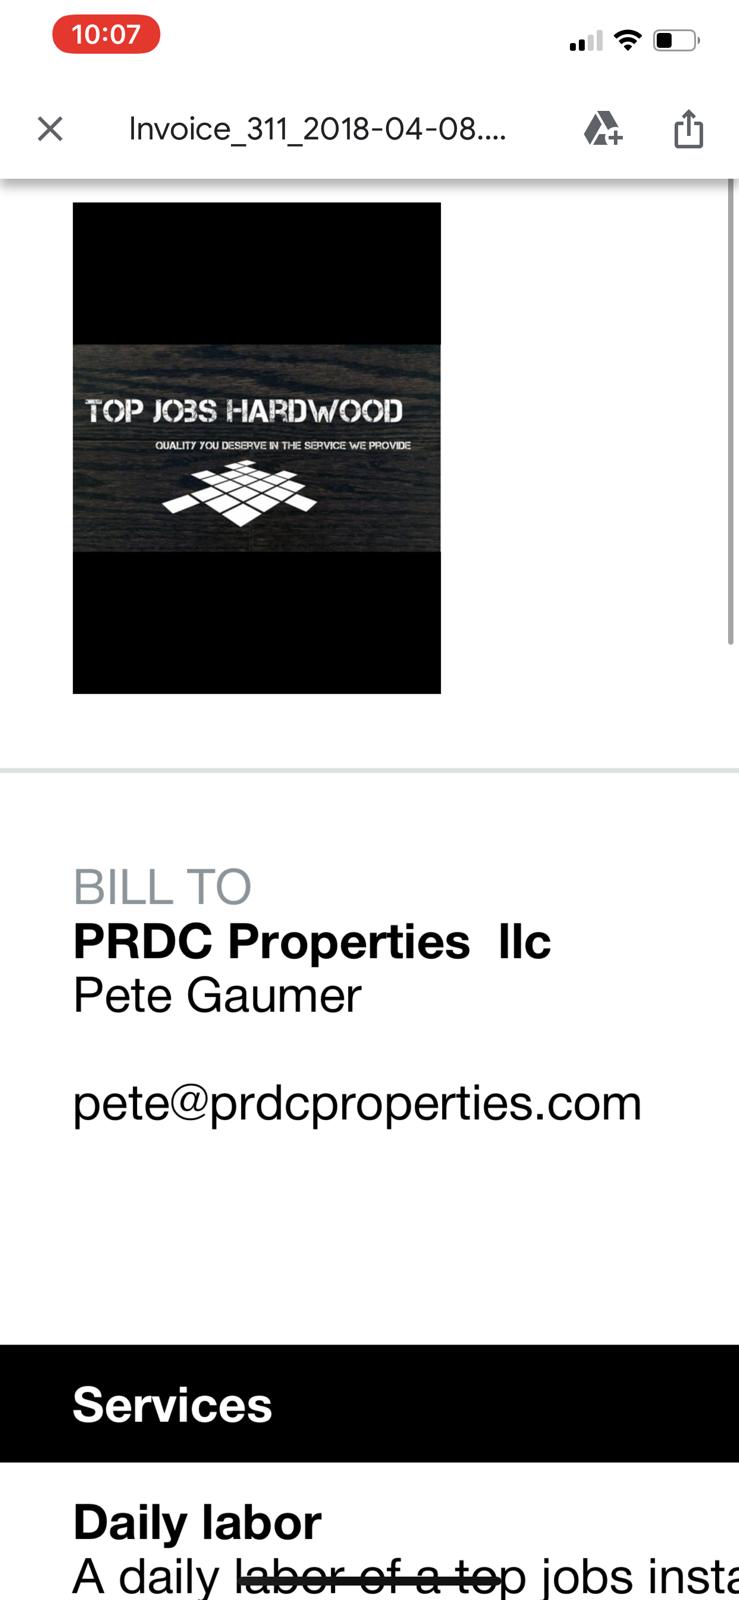 10:07
Invoice_311_2018-04-08....
TOP JOBS HARDWOOD
QUALITY YOU DESERVE IN THE SERVICE WE PROVIDE
BILL TO
PRDC Properties llc
Pete Gaumer
pete@prdcproperties.com
Services
Daily labor
A daily labor of a top jobs insta